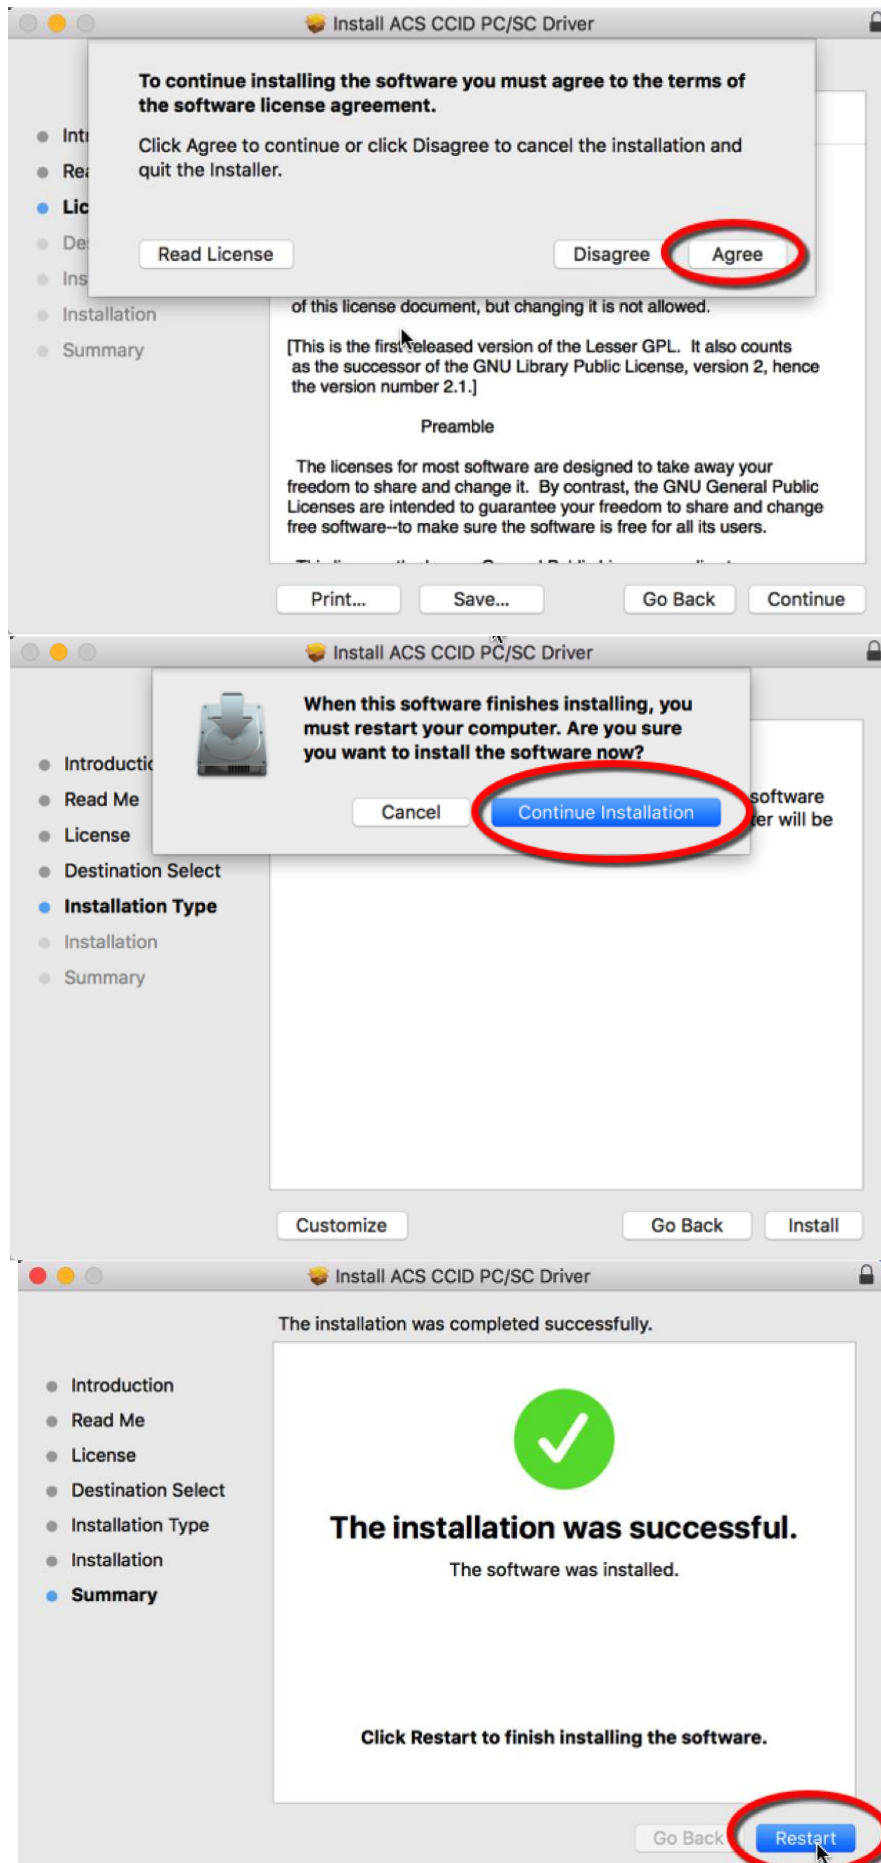 Install ACS CCID PC/SC Driver
To continue installing the software you must agree to the terms of
the software license agreement.
Click Agree to continue or click Disagree to cancel the installation and
quit the Installer.
Read License
Disagree
Agree
Installation
Summary
of this license document, but changing it is not allowed.
[This is the first released version of the Lesser GPL. It also counts
as the successor of the GNU Library Public License, version 2, hence
the version number 2.1.]
Preamble
The licenses for most software are designed to take away your
freedom to share and change it. By contrast, the GNU General Public
Licenses are intended to guarantee your freedom to share and change
free software--to make sure the software is free for all its users.
Print...
Save...
Go Back
Continue
Install ACS CCID PC/SC Driver
When this software finishes installing, you
must restart your computer. Are you sure
you want to install the software now?
Cancel
Continue Installation
Introductio
Read Me
License
Destination Select
Installation Type
Installation
Summary
software
er will be
Customize
Go Back
Install
Install ACS CCID PC/SC Driver
The installation was completed successfully.
Introduction
Read Me
License
Destination Select
Installation Type
Installation
Summary
The installation was successful.
The software was installed.
Click Restart to finish installing the software.
Go Back
Restart